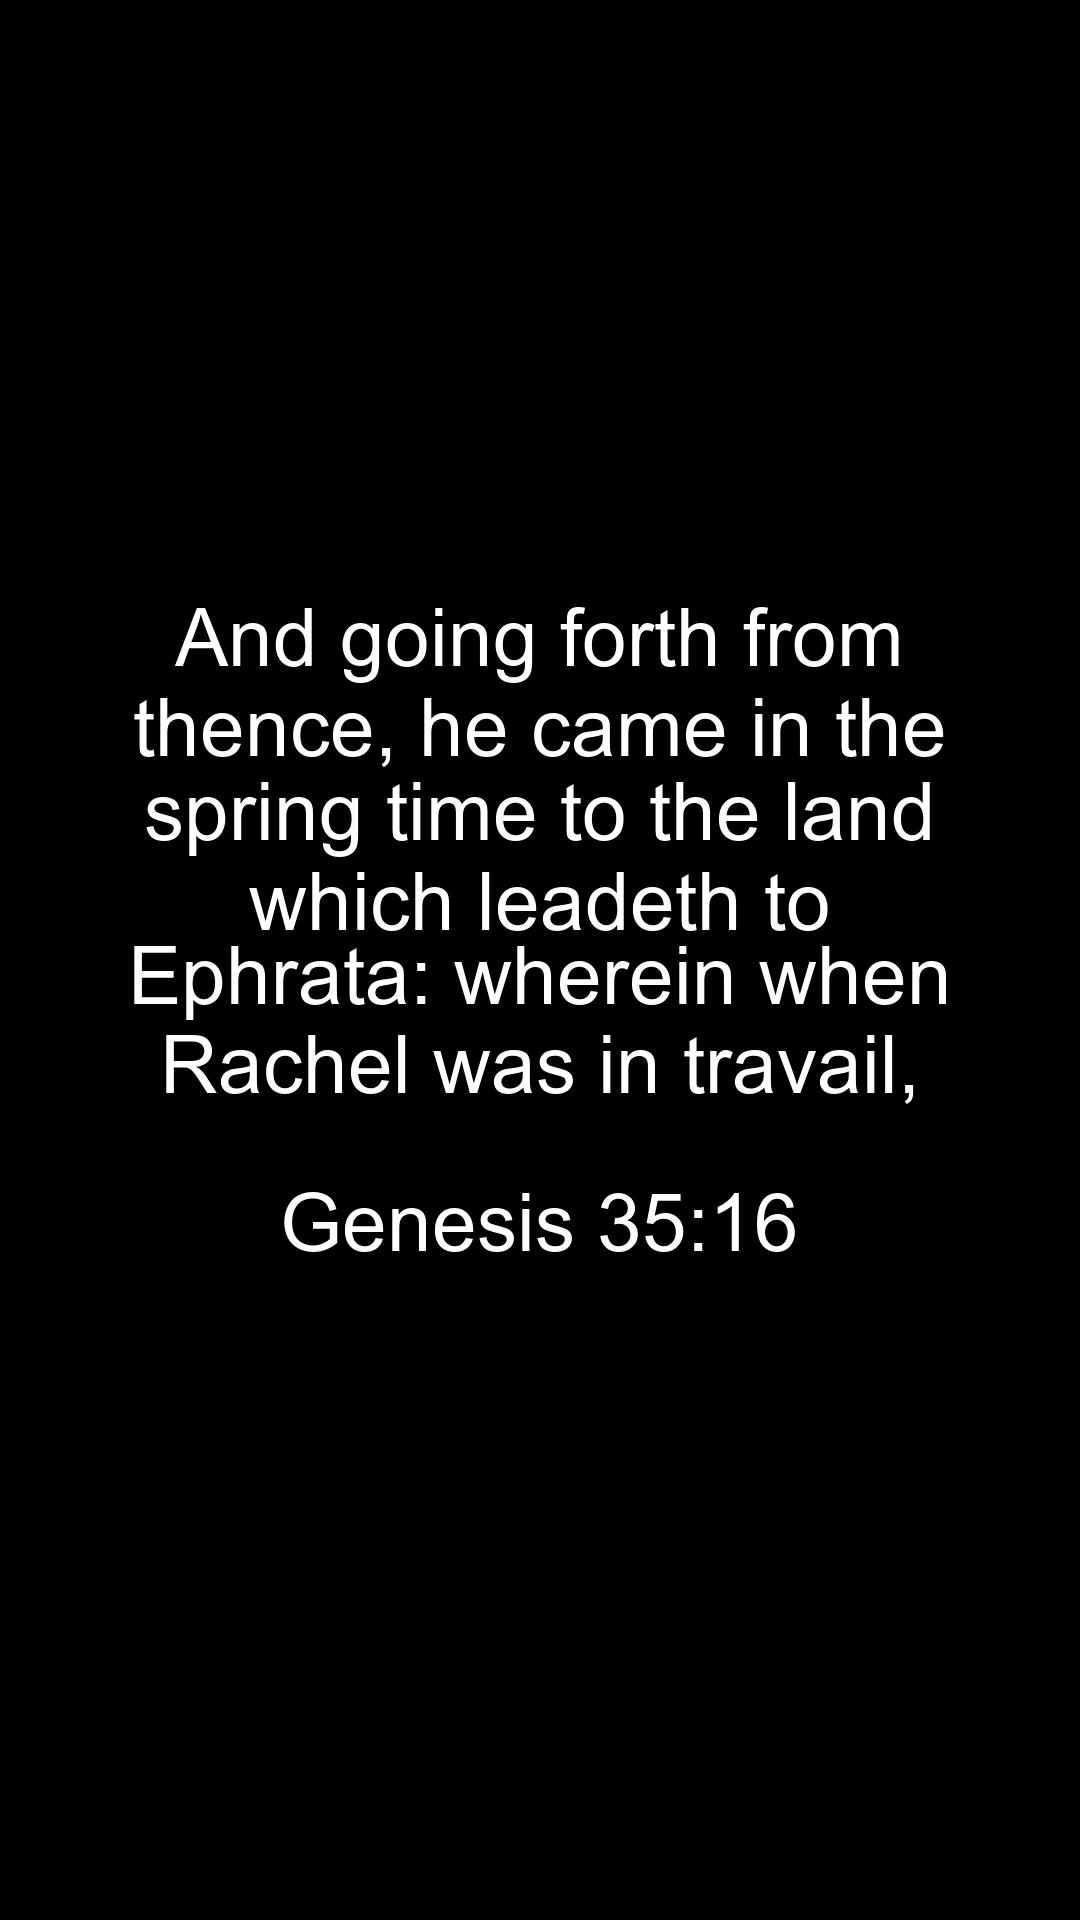 And going forth from
thence, he came in the
spring time to the land
which leadeth to
Ephrata: wherein when
Rachel was in travail,
Genesis 35:16